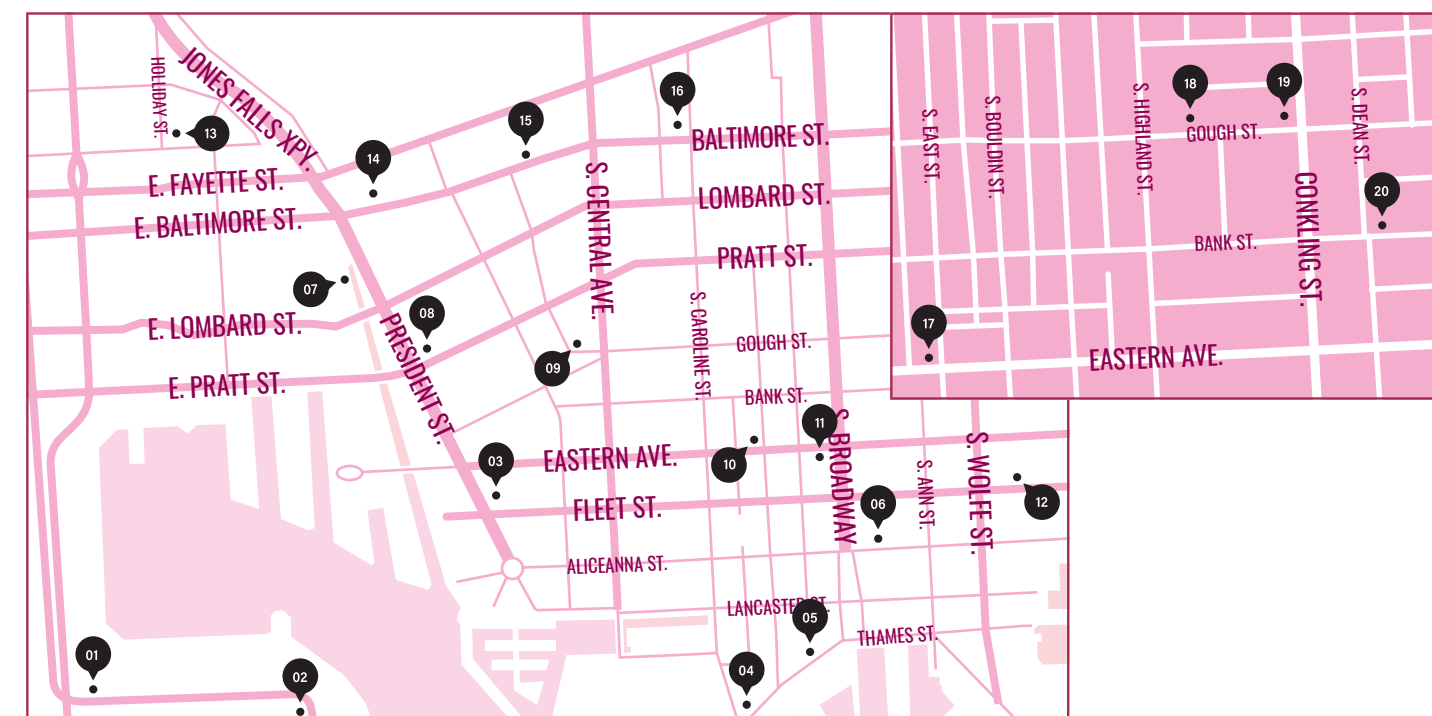 JONES FALLS XPY.
HOLLIDAY ST.
13
14
15
16
E. FAYETTE ST.
E. BALTIMORE ST.
BALTIMORE ST.
S. CENTRAL AVE.
LOMBARD ST.
PRATT ST.
07
08
E. LOMBARD ST.
PRESIDENT ST.
S. CAROLINE ST.
GOUGH ST.
09
E. PRATT ST.
BANK ST.
11
S. BROADWAY
03
EASTERN AVE.
10
S. WOLFE ST.
S. ANN ST.
06
12
FLEET ST.
ALICEANNA ST.
LANCASTER ST.
05
THAMES ST.
01
02
04
18
19
S. EAST ST.
S. BOULDIN ST.
S. HIGHLAND ST.
GOUGH ST.
S. DEAN ST.
CONKLING ST.
20
BANK ST.
17
EASTERN AVE.